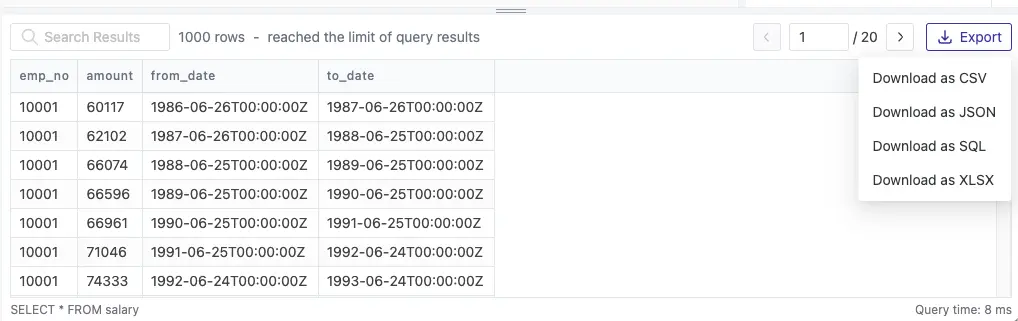 Search Results 1000 rows - reached the limit of query results 1 / 20 Export
Download as CSV
Download as JSON
Download as SQL
Download as XLSX
emp_no amount from_date to_date
10001 60117 1986-06-26T00:00:00Z 1987-06-26T00:00:00Z
10001 62102 1987-06-26T00:00:00Z 1988-06-25T00:00:00Z
10001 66074 1988-06-25T00:00:00Z 1989-06-25T00:00:00Z
10001 66596 1989-06-25T00:00:00Z 1990-06-25T00:00:00Z
10001 66961 1990-06-25T00:00:00Z 1991-06-25T00:00:00Z
10001 71046 1991-06-25T00:00:00Z 1992-06-24T00:00:00Z
10001 74333 1992-06-24T00:00:00Z 1993-06-24T00:00:00Z
SELECT * FROM salary Query time: 8 ms